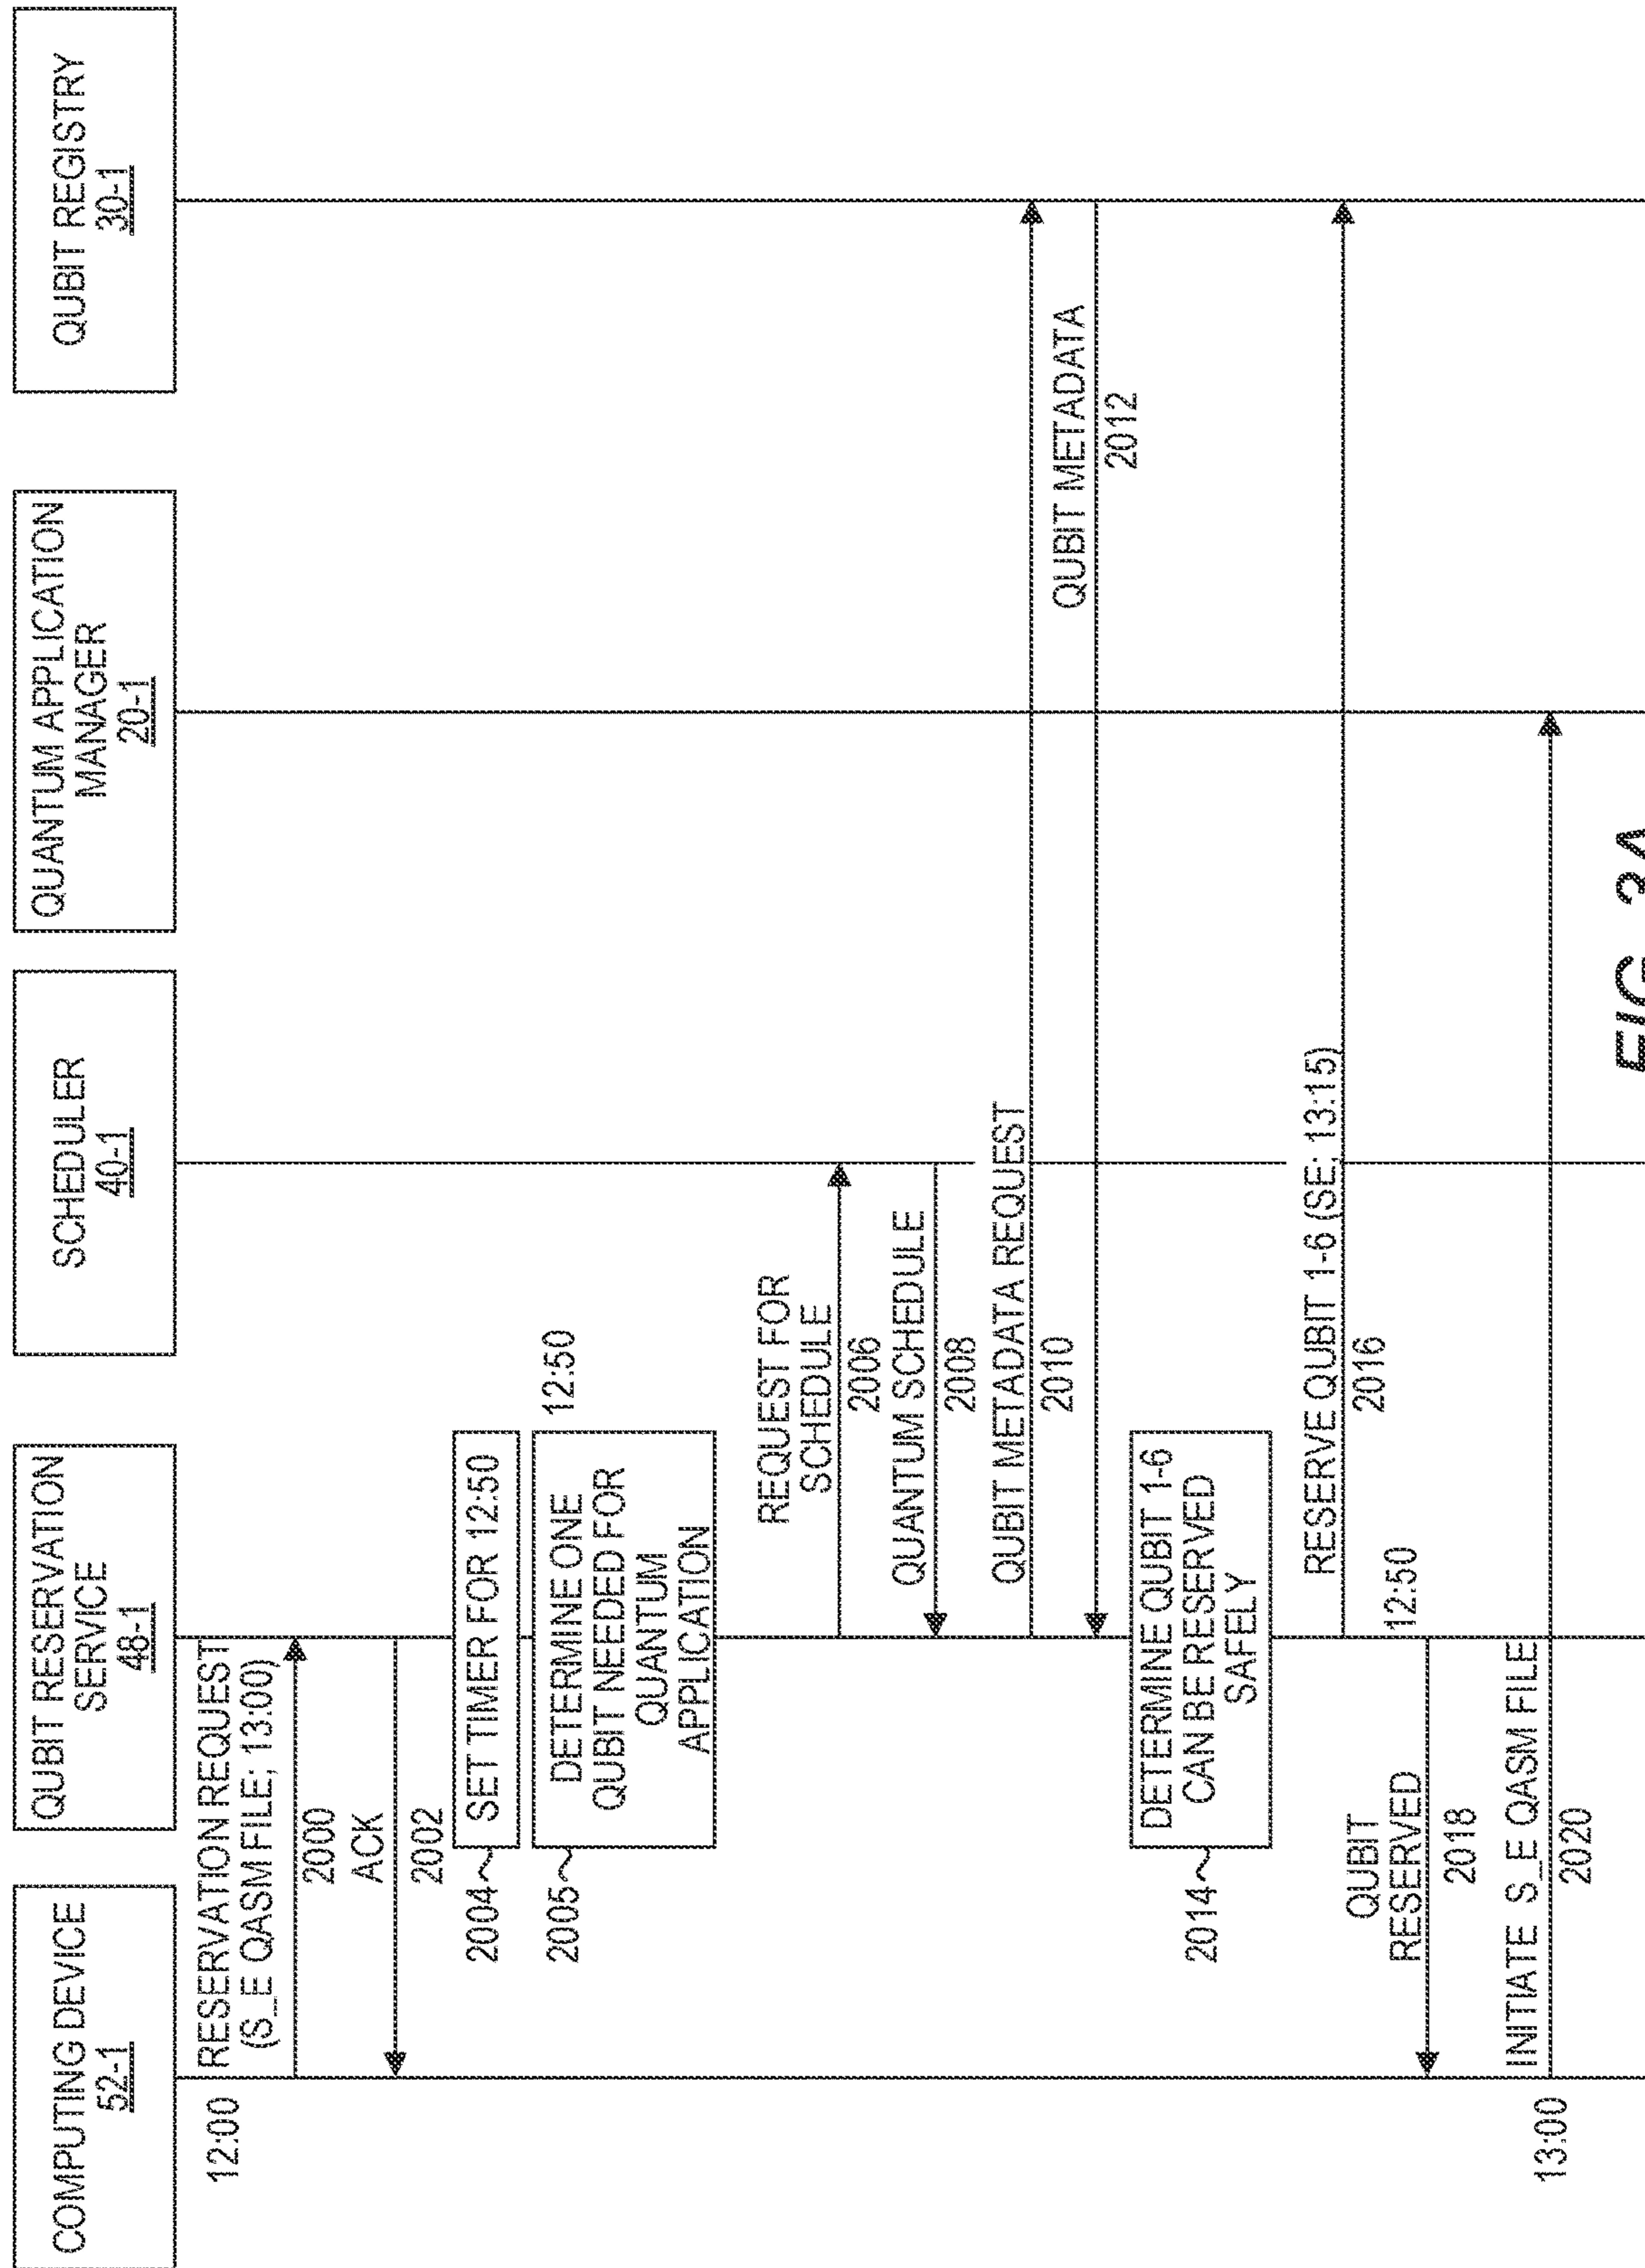 COMPUTING DEVICE
52-1
QUBIT RESERVATION
SERVICE
48-1
SCHEDULER
40-1
QUANTUM APPLICATION
MANAGER
20-1
QUBIT REGISTRY
30-1
12:00
RESERVATION REQUEST
(S_E QASM FILE; 13:00)
2000
ACK
2002
2004
SET TIMER FOR 12:50
2005
DETERMINE ONE
QUBIT NEEDED FOR
QUANTUM
APPLICATION
12:50
REQUEST FOR
SCHEDULE
2006
QUANTUM SCHEDULE
2008
QUBIT METADATA REQUEST
2010
QUBIT METADATA
2012
2014
DETERMINE QUBIT 1-6
CAN BE RESERVED
SAFELY
RESERVE QUBIT 1-6 (SE; 13:15)
2016
12:50
QUBIT
RESERVED
2018
13:00
INITIATE S_E QASM FILE
2020
FIG. 3A